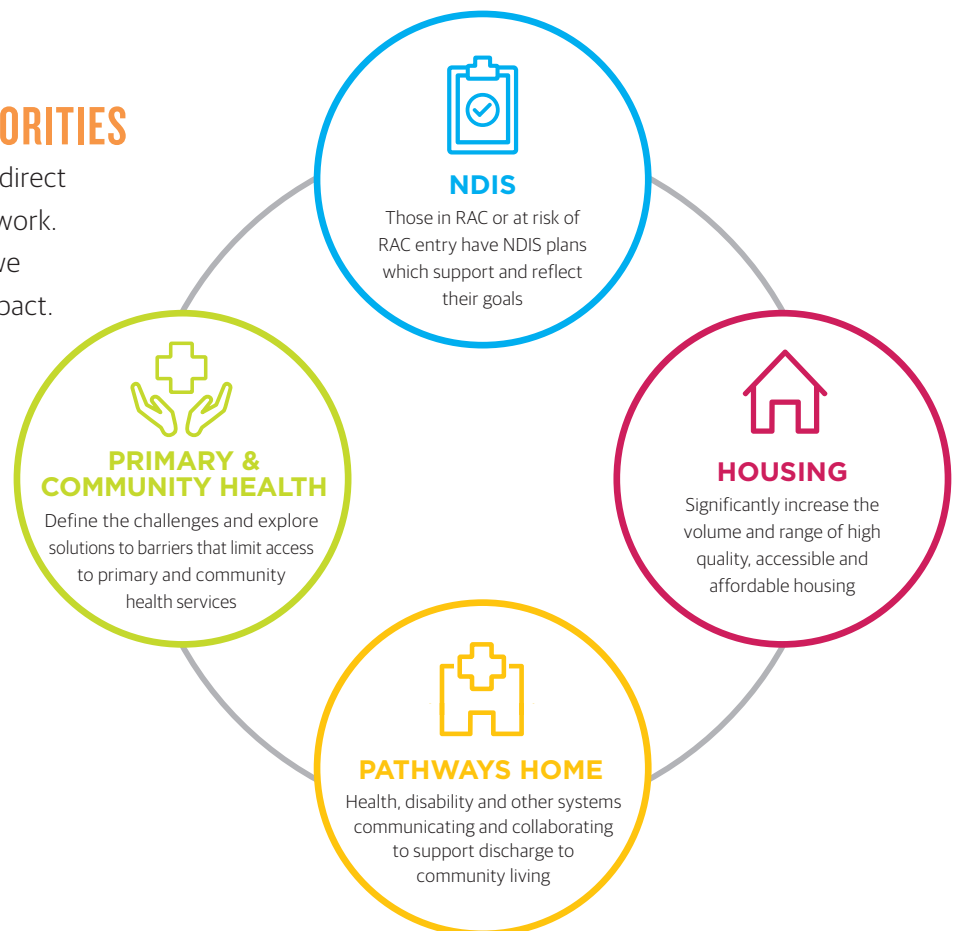 ORITIES
direct
work.
ve
pact.
NDIS
Those in RAC or at risk of
RAC entry have NDIS plans
which support and reflect
their goals
PRIMARY &
COMMUNITY HEALTH
Define the challenges and explore
solutions to barriers that limit access
to primary and community
health services
HOUSING
Significantly increase the
volume and range of high
quality, accessible and
affordable housing
PATHWAYS HOME
Health, disability and other systems
communicating and collaborating
to support discharge to
community living